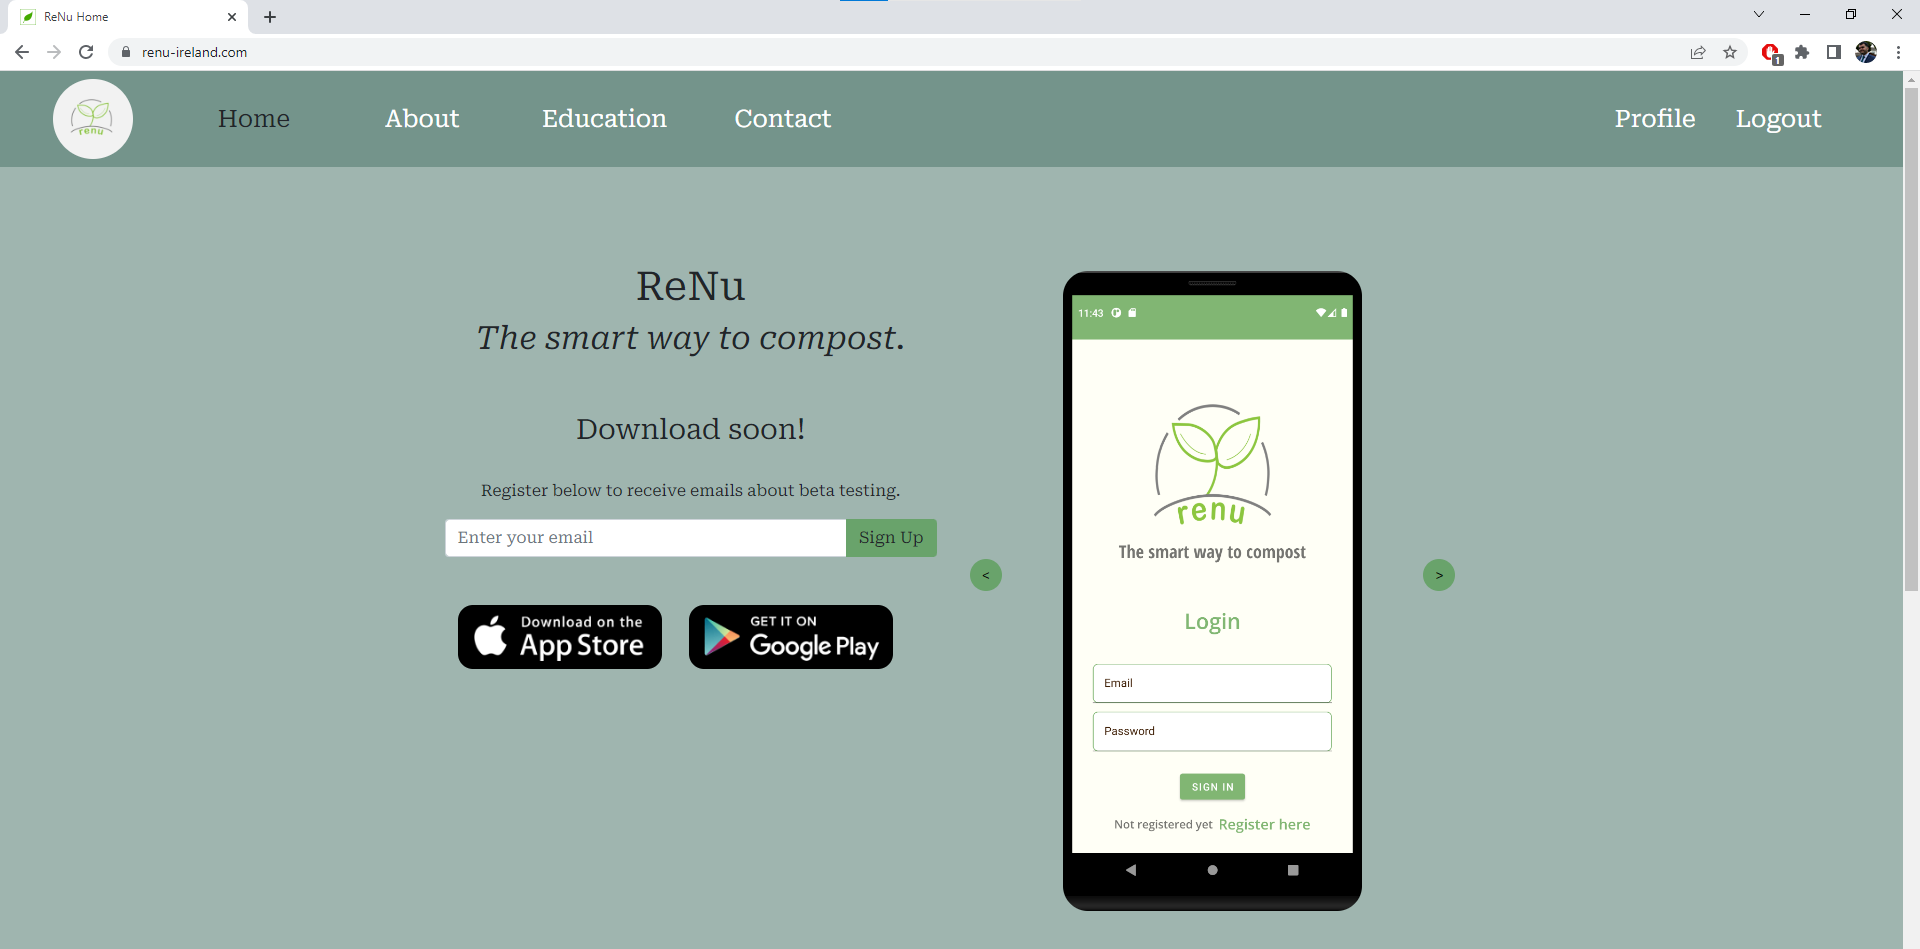 ReNu Home
renu-ireland.com
1
renu
Home
About
Education
Contact
Profile
Logout
ReNu
The smart way to compost.
Download soon!
Register below to receive emails about beta testing.
Enter your email
Sign Up
Download on the
App Store
GET IT ON
Google Play
<
11:43
renu
The smart way to compost
Login
Email
Password
SIGN IN
Not registered yet Register here
>